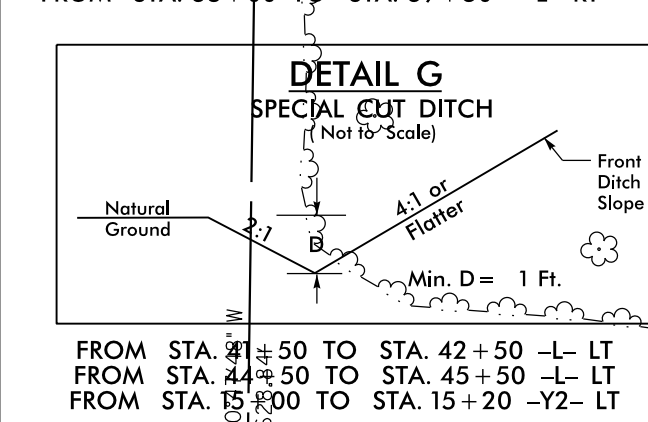 DETAIL G
SPECIAL CUT DITCH
(Not to Scale)
Natural
Ground
2:1
D
4:1 or
Flatter
Front
Ditch
Slope
Min. D = 1 Ft.
FROM STA. 41+50 TO STA. 42+50 -L- LT
FROM STA. 44+50 TO STA. 45+50 -L- LT
FROM STA. 15+00 TO STA. 15+20 -Y2- LT